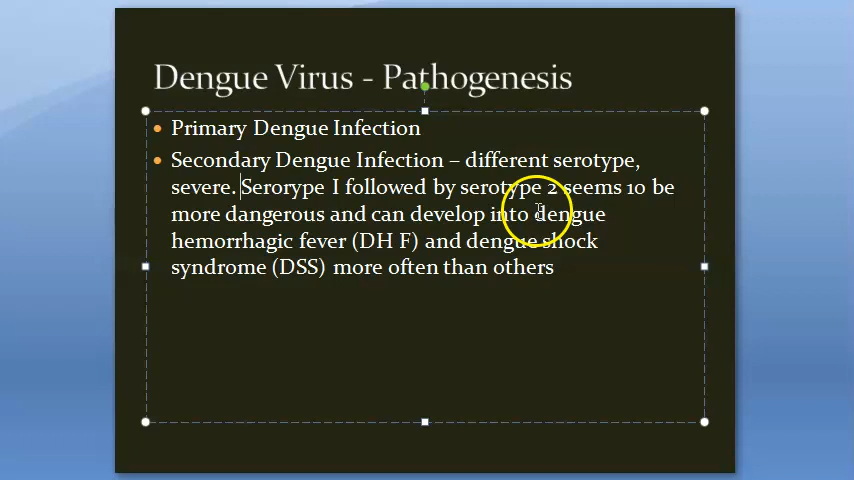 Dengue Virus - Pathogenesis
• Primary Dengue Infection
• Secondary Dengue Infection – different serotype,
severe. Serorype I followed by serotype 2 seems 10 be
more dangerous and can develop into dengue
hemorrhagic fever (DH F) and dengue shock
syndrome (DSS) more often than others